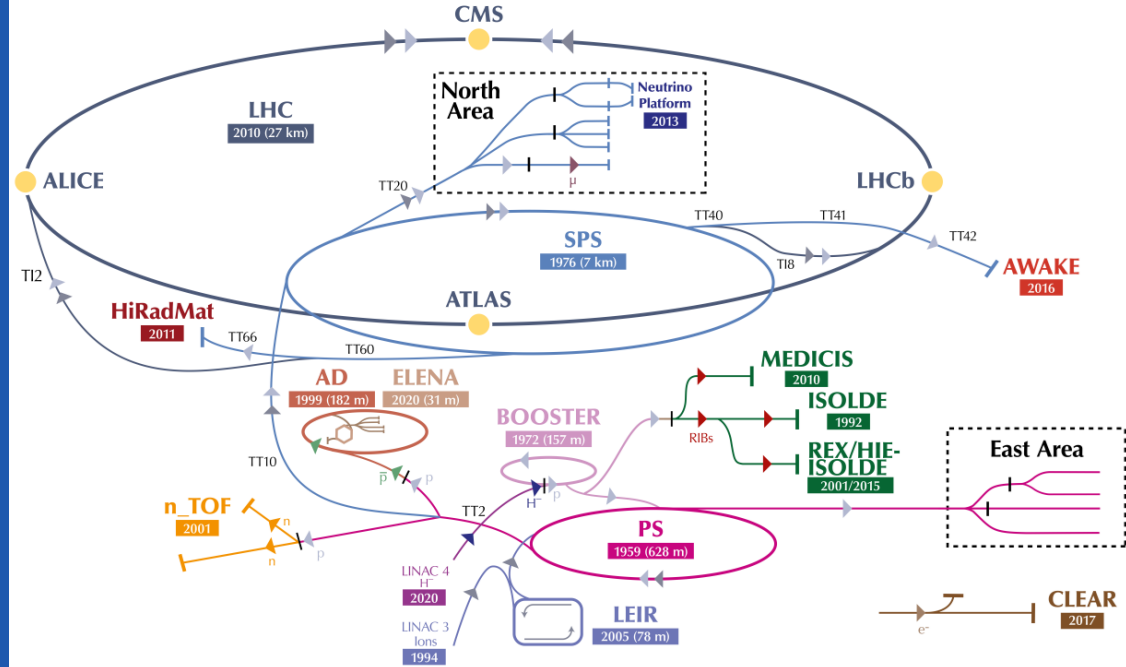 CMS
North
Area
Neutrino
Platform
2013
LHC
2010 (27 km)
μ
ALICE
LHCb
TT20
TT40
TT41
TT42
SPS
1976 (7 km)
TI8
TI2
AWAKE
2016
ATLAS
HiRadMat
2011
TT66
TT60
MEDICIS
2010
AD
1999 (182 m)
ELENA
2020 (31 m)
ISOLDE
1992
BOOSTER
1972 (157 m)
RIBs
REX/HIE-
ISOLDE
2001/2015
East Area
TT10
p̅
p
H⁻
p
n_TOF
2001
n
n
p
TT2
PS
1959 (628 m)
LINAC 4
H⁻
2020
LINAC 3
Ions
1994
LEIR
2005 (78 m)
CLEAR
2017
e⁻